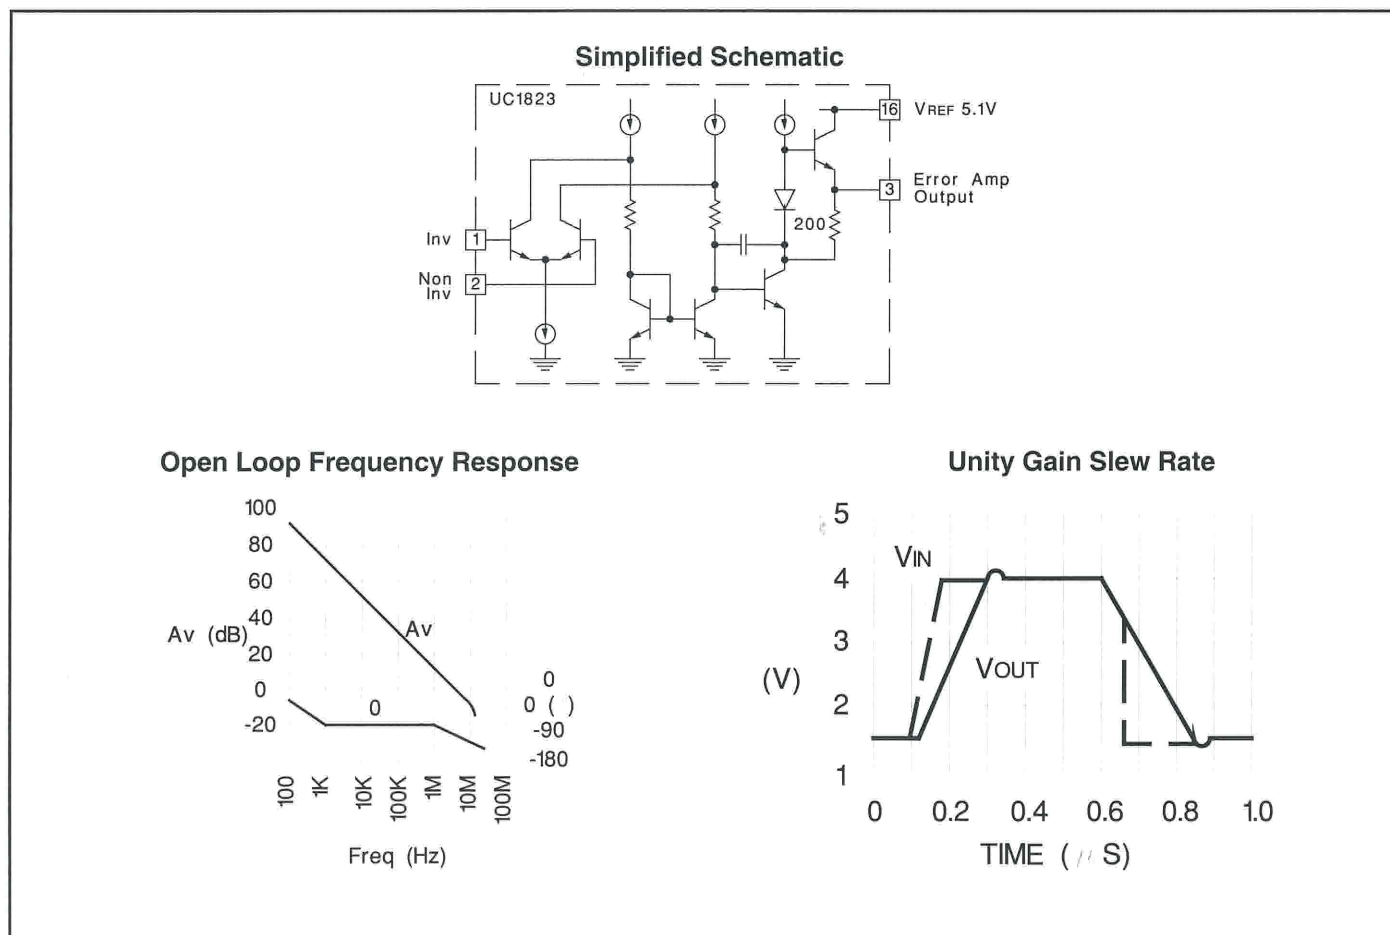 Simplified Schematic
UC1823
16 VREF 5.1V
3 Error Amp
Output
200
Inv 1
Non
Inv 2
Open Loop Frequency Response
100
80
60
40
Av (dB)
Av
20
0
-20
0
0
0 ( )
-90
-180
100 1K 10K 100K 1M 10M 100M
Freq (Hz)
Unity Gain Slew Rate
5
4
3
2
1
(V)
VIN
VOUT
0 0.2 0.4 0.6 0.8 1.0
TIME (µ S)